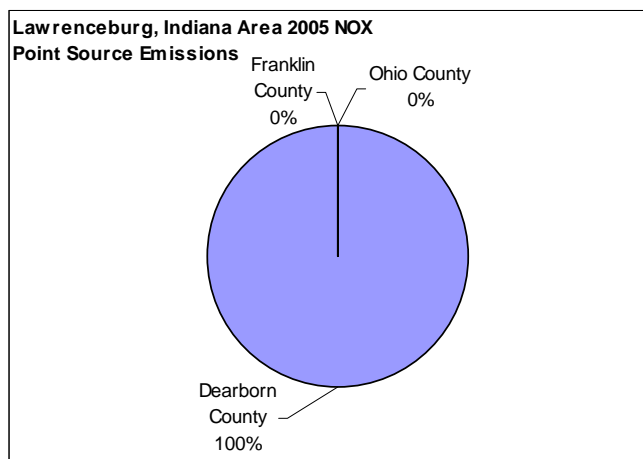 Lawrenceburg, Indiana Area 2005 NOX
Point Source Emissions
Franklin
County
0%
Ohio County
0%
Dearborn
County
100%